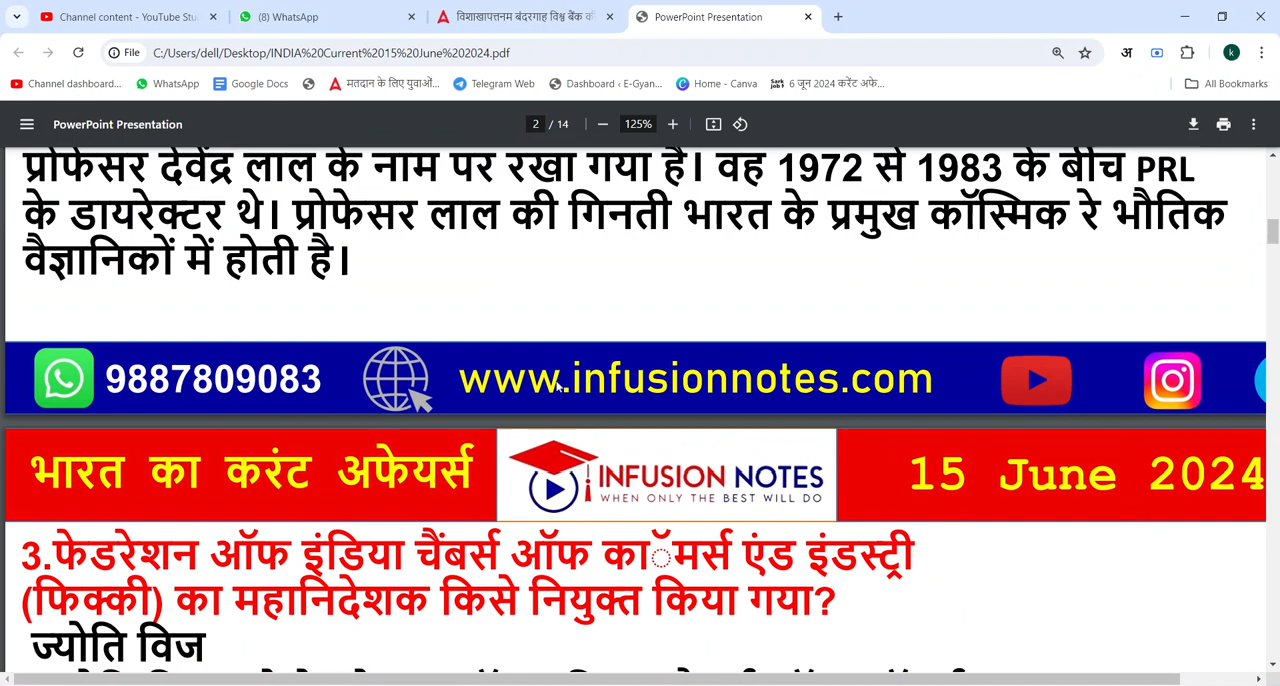 Channel content - YouTube Stu
(8) WhatsApp
विशाखापत्तनम बंदरगाह विश्व बैंक की
PowerPoint Presentation
File
C:/Users/dell/Desktop/INDIA%20Current%2015%20June%202024.pdf
अ
k
Channel dashboard...
WhatsApp
Google Docs
मतदान के लिए युवाओं...
Telegram Web
Dashboard ‹ E-Gyan...
Home - Canva
6 जून 2024 करेंट अफे...
All Bookmarks
PowerPoint Presentation
2 / 14
125%
प्रोफेसर देवेंद्र लाल के नाम पर रखा गया है। वह 1972 से 1983 के बीच PRL
के डायरेक्टर थे। प्रोफेसर लाल की गिनती भारत के प्रमुख कॉस्मिक रे भौतिक
वैज्ञानिकों में होती है।
9887809083
www.infusionnotes.com
भारत का करंट अफेयर्स
INFUSION NOTES
WHEN ONLY THE BEST WILL DO
15 June 2024
3.फेडरेशन ऑफ इंडिया चैंबर्स ऑफ काॅमर्स एंड इंडस्ट्री
(फिक्की) का महानिदेशक किसे नियुक्त किया गया?
ज्योति विज